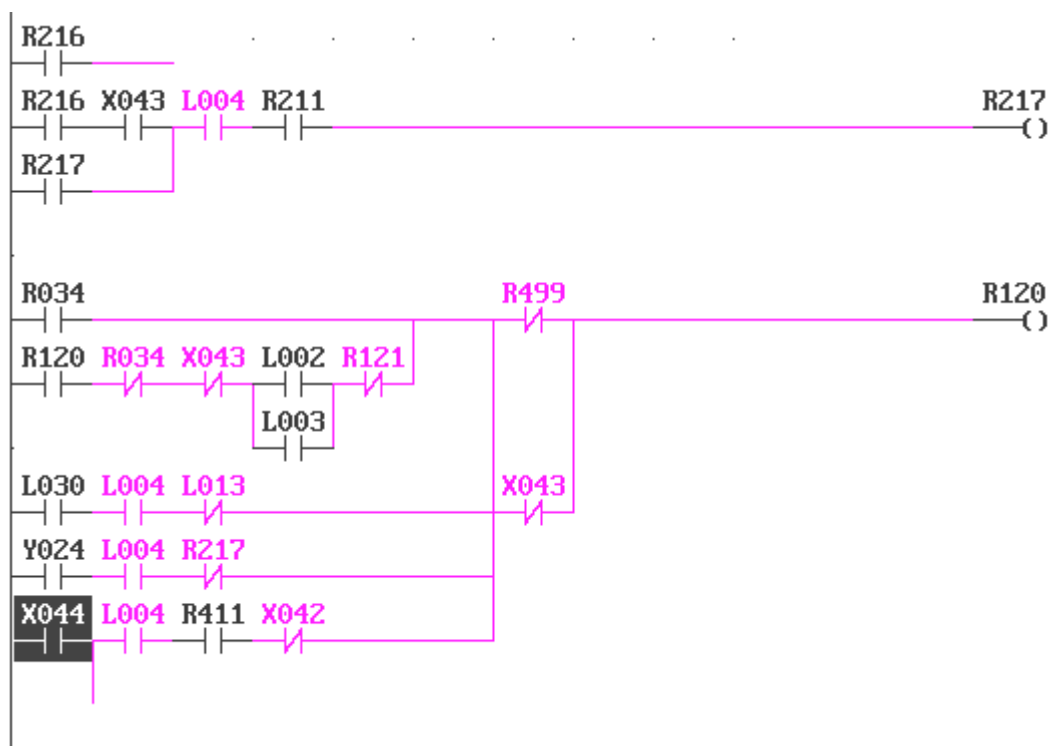 R216
R216 X043 L004 R211 R217
R217
R034 R499 R120
R120 R034 X043 L002 R121
L003
L030 L004 L013 X043
Y024 L004 R217
X044 L004 R411 X042